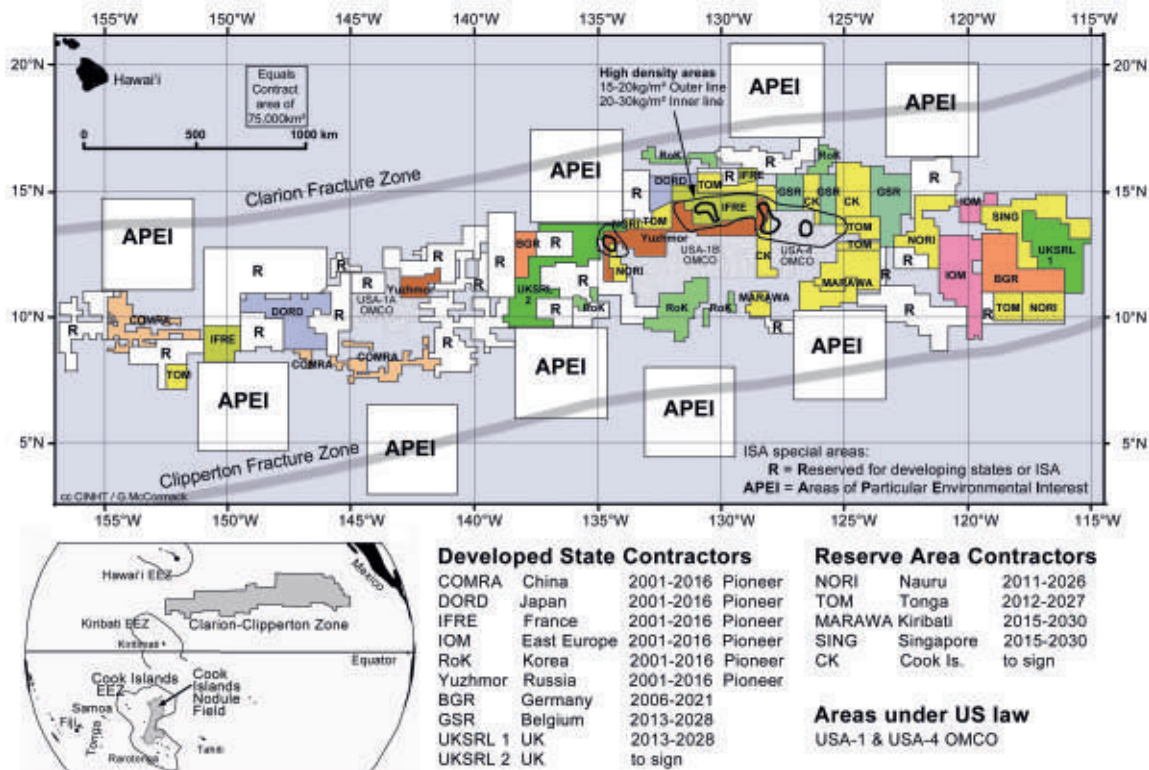 155°W 150°W 145°W 140°W 135°W 130°W 125°W 120°W 115°W
20°N 20°N
Hawai'i
Equals
Contract
area of
75.000km²
0 500 1000 km
High density areas
15-20kg/m² Outer line
20-30kg/m² Inner line
APEI
APEI
APEI
Clarion Fracture Zone
15°N 15°N
RoK R RoK
R DORD TOM R IFRE GSR GSR CK GSR R
CK
IOM
SING
APEI
NORI TOM IFRE
Yuzhmor
USA-1B
OMCO
USA-4
OMCO
TOM
TOM
NORI
UKSRL
1
BGR R
R R
R
Yuzhmor
USA-1A
OMCO
UKSRL
2
R
NORI
CK
MARAWA
R R
IOM
BGR
10°N 10°N
COMRA
R
DORD
R
RoK
RoK
RoK
MARAWA
R
R
R
TOM NORI
R IFRE R
COMRA
COMRA
R
TOM
APEI
APEI
APEI
APEI
APEI
5°N 5°N
Clipperton Fracture Zone
cc CINHT / G McCormack
ISA special areas:
R = Reserved for developing states or ISA
APEI = Areas of Particular Environmental Interest
155°W 150°W 145°W 140°W 135°W 130°W 125°W 120°W 115°W
Hawai'i EEZ
Mexico
Clarion-Clipperton Zone
Kiribati EEZ
Kiritimati
Equator
Cook Islands
EEZ
Cook
Islands
Nodule
Field
Samoa
Fiji
Tonga
Tahiti
Rarotonga
Developed State Contractors
COMRA China 2001-2016 Pioneer
DORD Japan 2001-2016 Pioneer
IFRE France 2001-2016 Pioneer
IOM East Europe 2001-2016 Pioneer
RoK Korea 2001-2016 Pioneer
Yuzhmor Russia 2001-2016 Pioneer
BGR Germany 2006-2021
GSR Belgium 2013-2028
UKSRL 1 UK 2013-2028
UKSRL 2 UK to sign
Reserve Area Contractors
NORI Nauru 2011-2026
TOM Tonga 2012-2027
MARAWA Kiribati 2015-2030
SING Singapore 2015-2030
CK Cook Is. to sign
Areas under US law
USA-1 & USA-4 OMCO